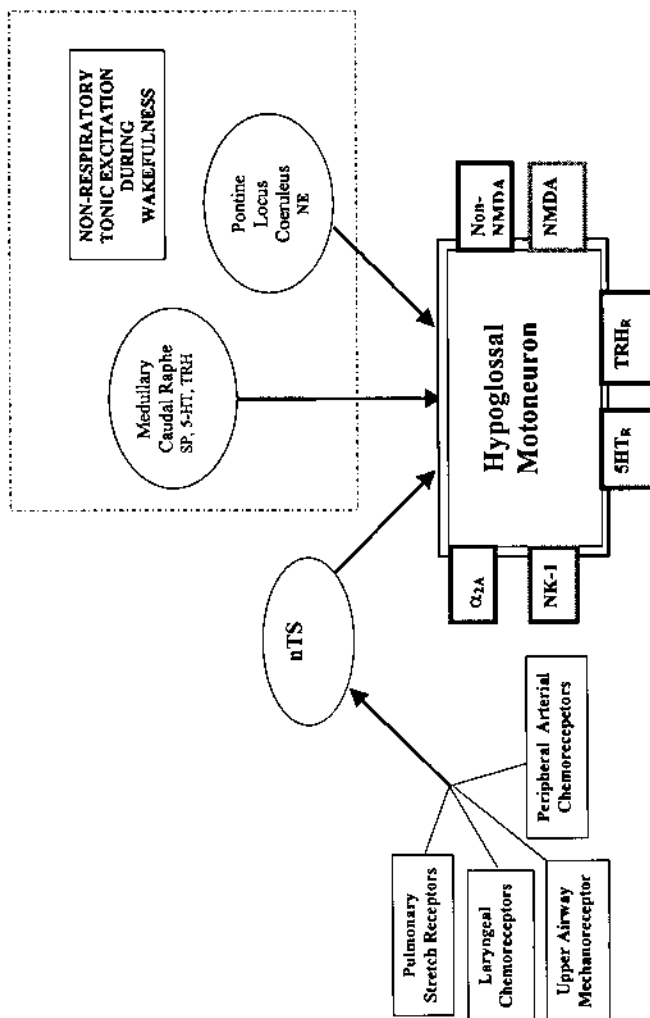 NON-RESPIRATORY
TONIC EXCITATION
DURING
WAKEFULNESS
Medullary
Caudal Raphe
SP, 5-HT, TRH
Pontine
Locus
Coeruleus
NE
nTS
Pulmonary
Stretch Receptors
Laryngeal
Chemoreceptors
Upper Airway
Mechanoreceptor
Peripheral Arterial
Chemorecepetors
α2A
NK-1
Hypoglossal
Motoneuron
Non-
NMDA
NMDA
5HTR
TRHR